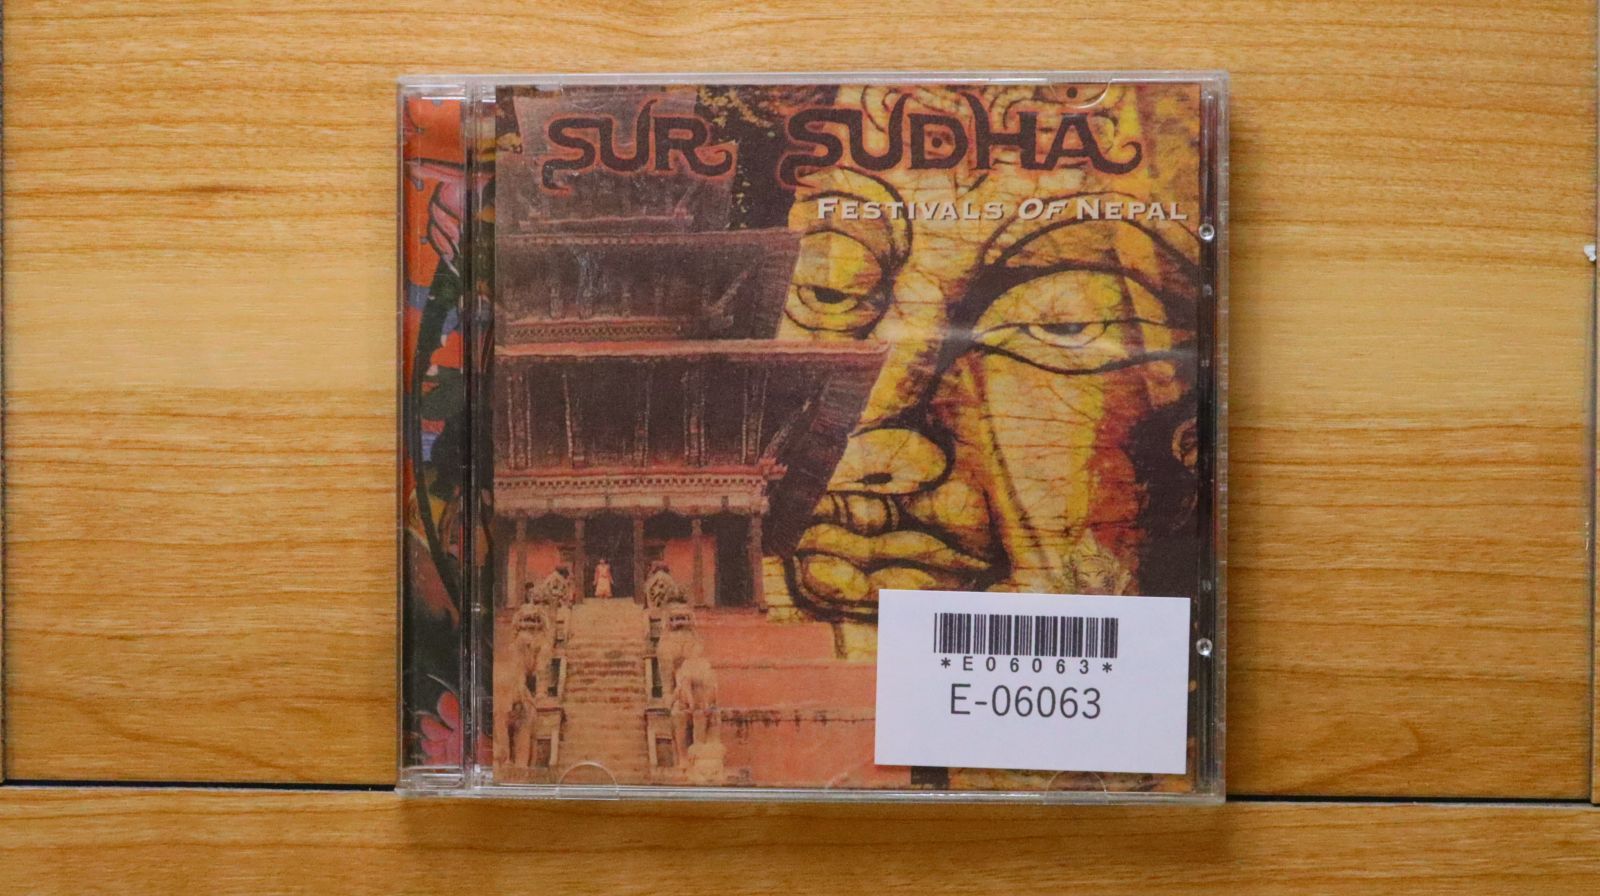 SUR SUDHA
FESTIVALS OF NEPAL
*E06063*
E-06063